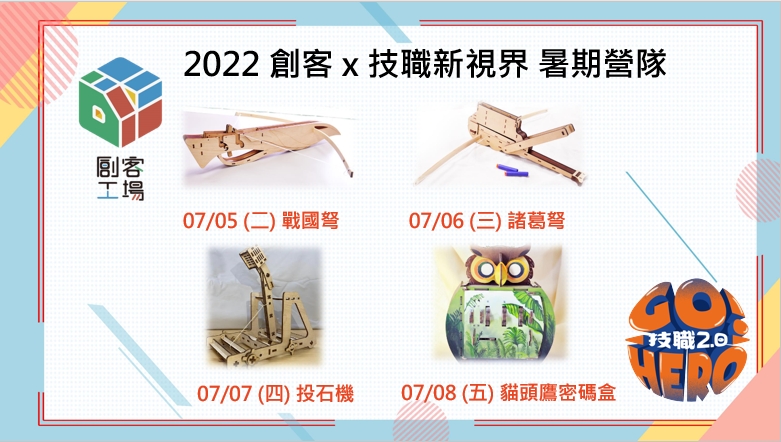 2022 創客 x 技職新視界 暑期營隊
創客
工場
07/05 (二) 戰國弩
07/06 (三) 諸葛弩
07/07 (四) 投石機
07/08 (五) 貓頭鷹密碼盒
GO!
技職2.0
HERO